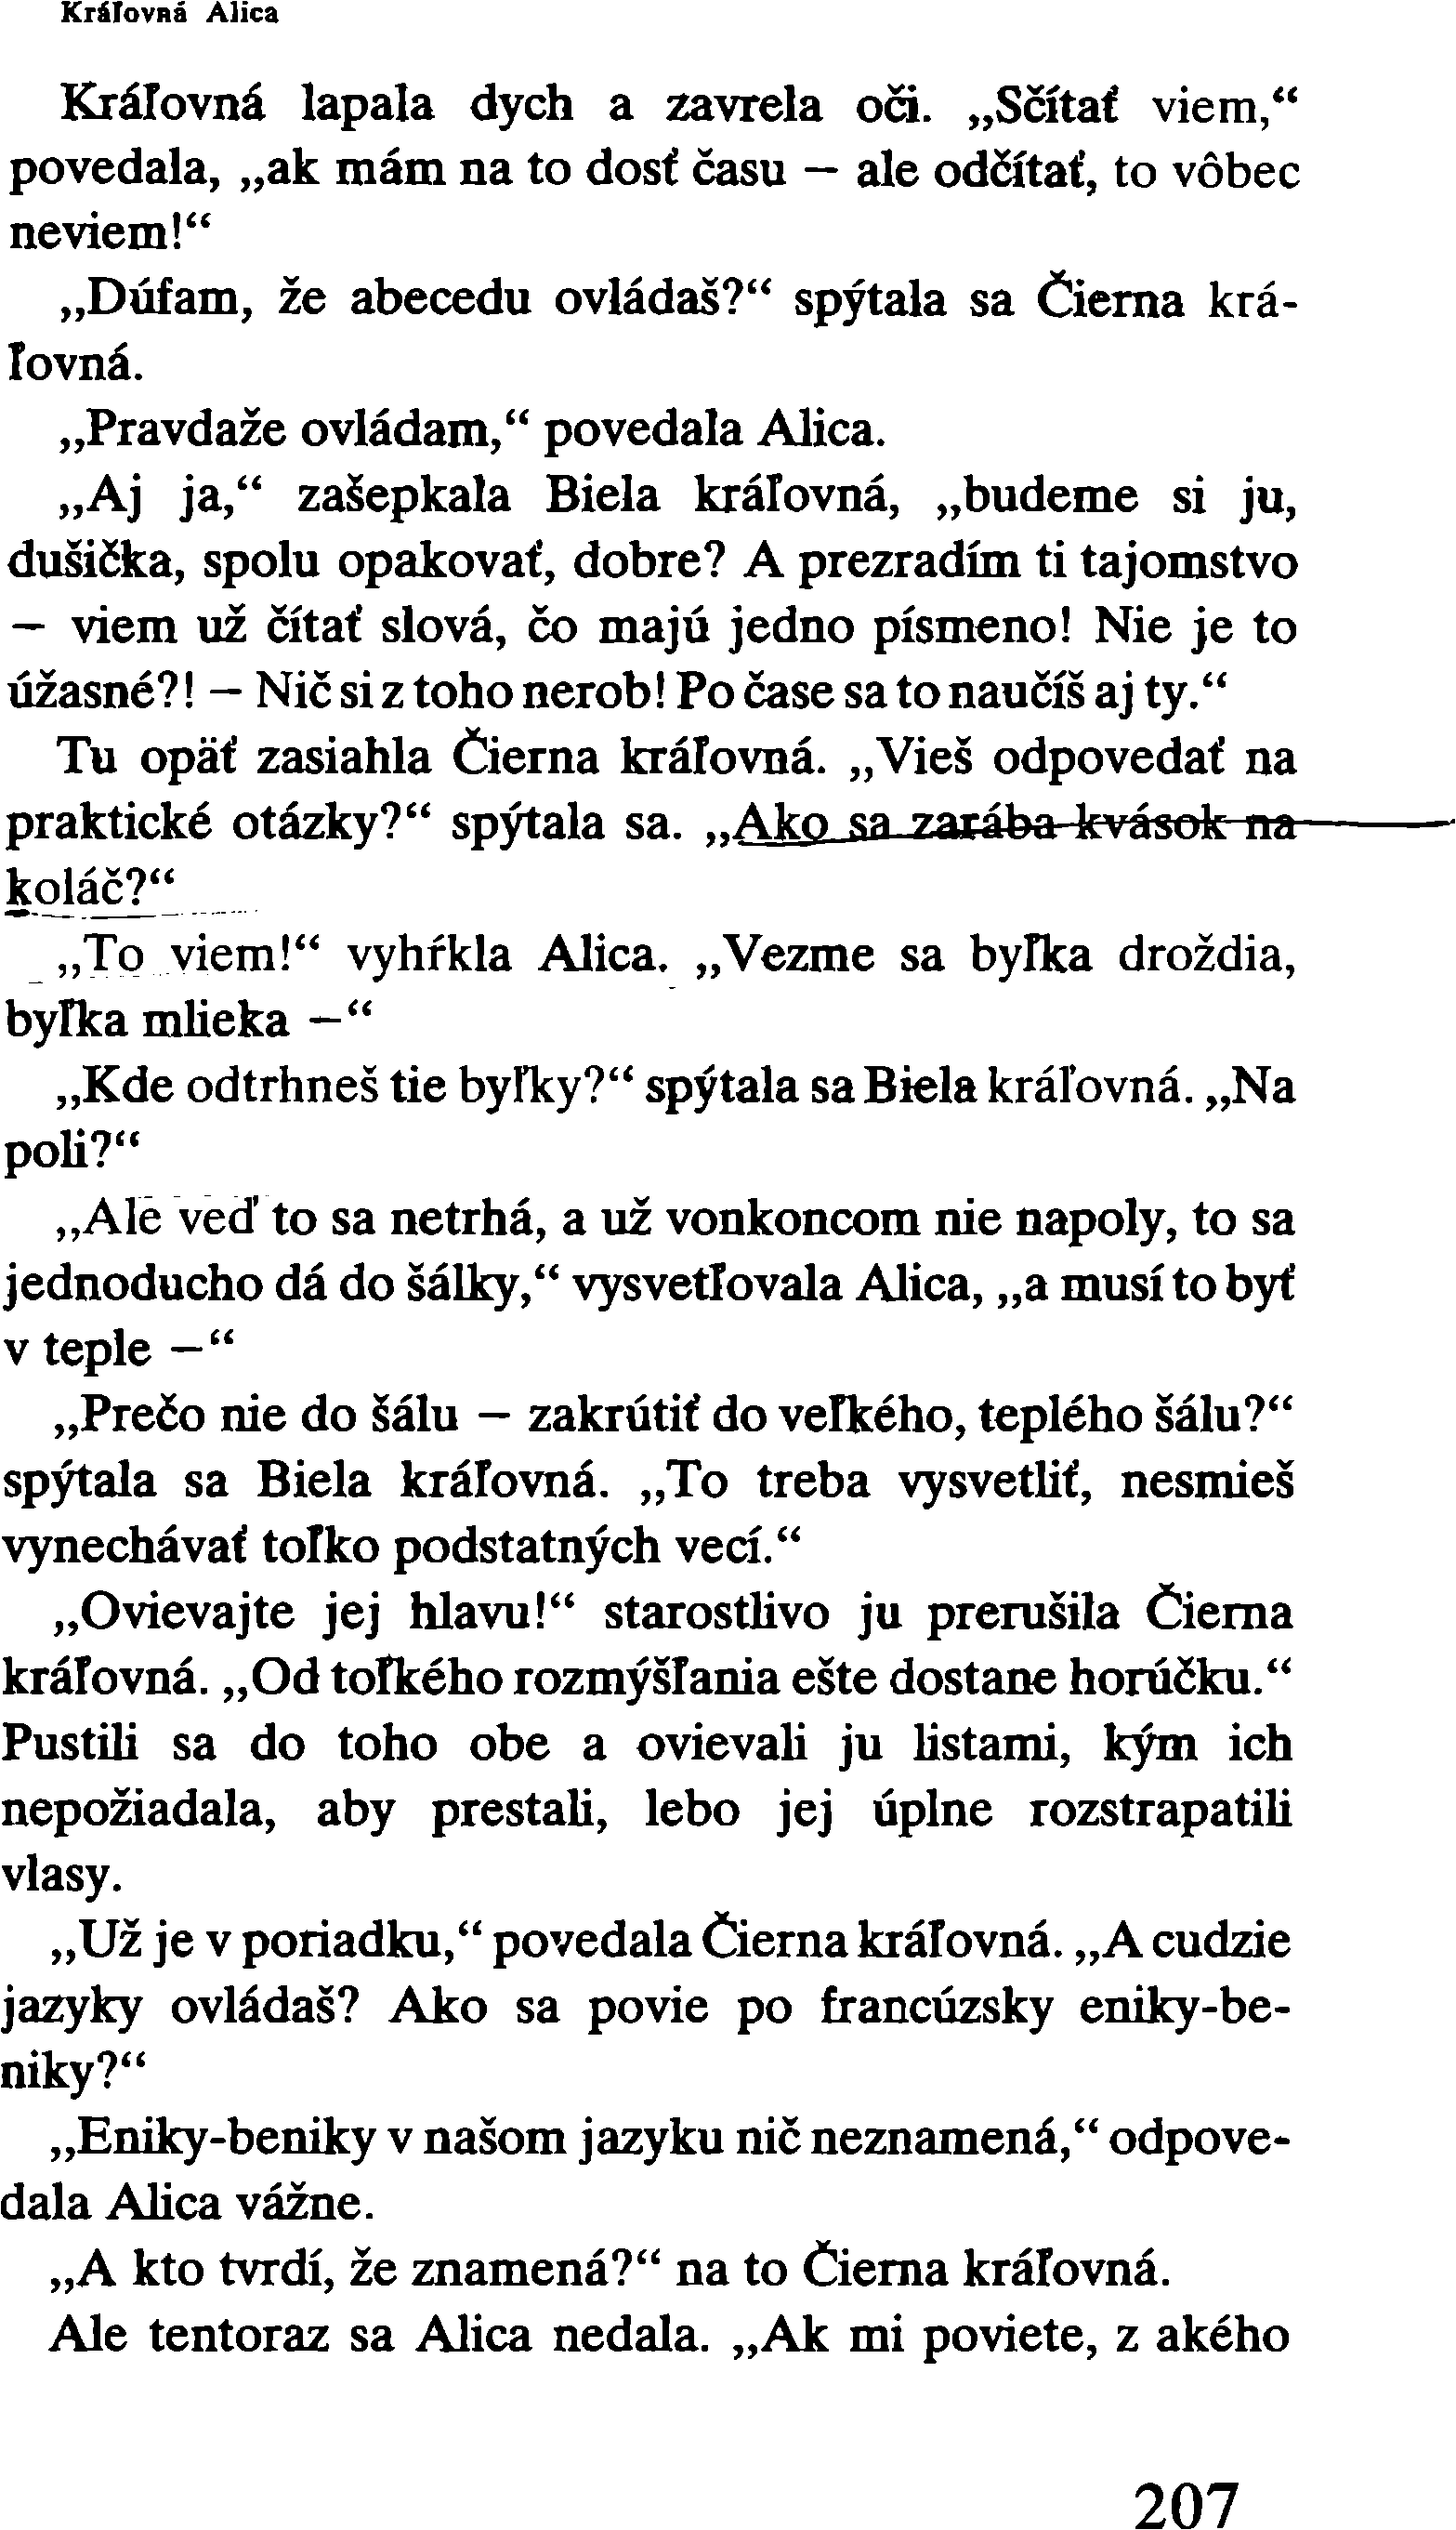 Kráľovná Alica
Kráľovná lapala dych a zavrela oči. „Sčítať viem,“
povedala, „ak mám na to dosť času — ale odčítať, to vôbec
neviem!“
„Dúfam, že abecedu ovládaš?“ spýtala sa Čierna krá-
ľovná.
„Pravdaže ovládam,“ povedala Alica.
„Aj ja,“ zašepkala Biela kráľovná, „budeme si ju,
dušička, spolu opakovať, dobre? A prezradím ti tajomstvo
— viem už čítať slová, čo majú jedno písmeno! Nie je to
úžasné?! — Nič si z toho nerob! Po čase sa to naučíš aj ty.“
Tu opäť zasiahla Čierna kráľovná. „Vieš odpovedať na
praktické otázky?“ spýtala sa. „Ako sa zarába kvások na
koláč?“
„To viem!“ vyhŕkla Alica. „Vezme sa byľka droždia,
byľka mlieka —“
„Kde odtrhneš tie byľky?“ spýtala sa Biela kráľovná. „Na
poli?“
„Ale veď to sa netrhá, a už vonkoncom nie napoly, to sa
jednoducho dá do šálky,“ vysvetľovala Alica, „a musí to byť
v teple —“
„Prečo nie do šálu — zakrútiť do veľkého, teplého šálu?“
spýtala sa Biela kráľovná. „To treba vysvetliť, nesmieš
vynechávať toľko podstatných vecí.“
„Ovievajte jej hlavu!“ starostlivo ju prerušila Čierna
kráľovná. „Od toľkého rozmýšľania ešte dostane horúčku.“
Pustili sa do toho obe a ovievali ju listami, kým ich
nepožiadala, aby prestali, lebo jej úplne rozstrapatili
vlasy.
„Už je v poriadku,“ povedala Čierna kráľovná. „A cudzie
jazyky ovládaš? Ako sa povie po francúzsky eniky-be-
niky?“
„Eniky-beniky v našom jazyku nič neznamená,“ odpove-
dala Alica vážne.
„A kto tvrdí, že znamená?“ na to Čierna kráľovná.
Ale tentoraz sa Alica nedala. „Ak mi poviete, z akého
207